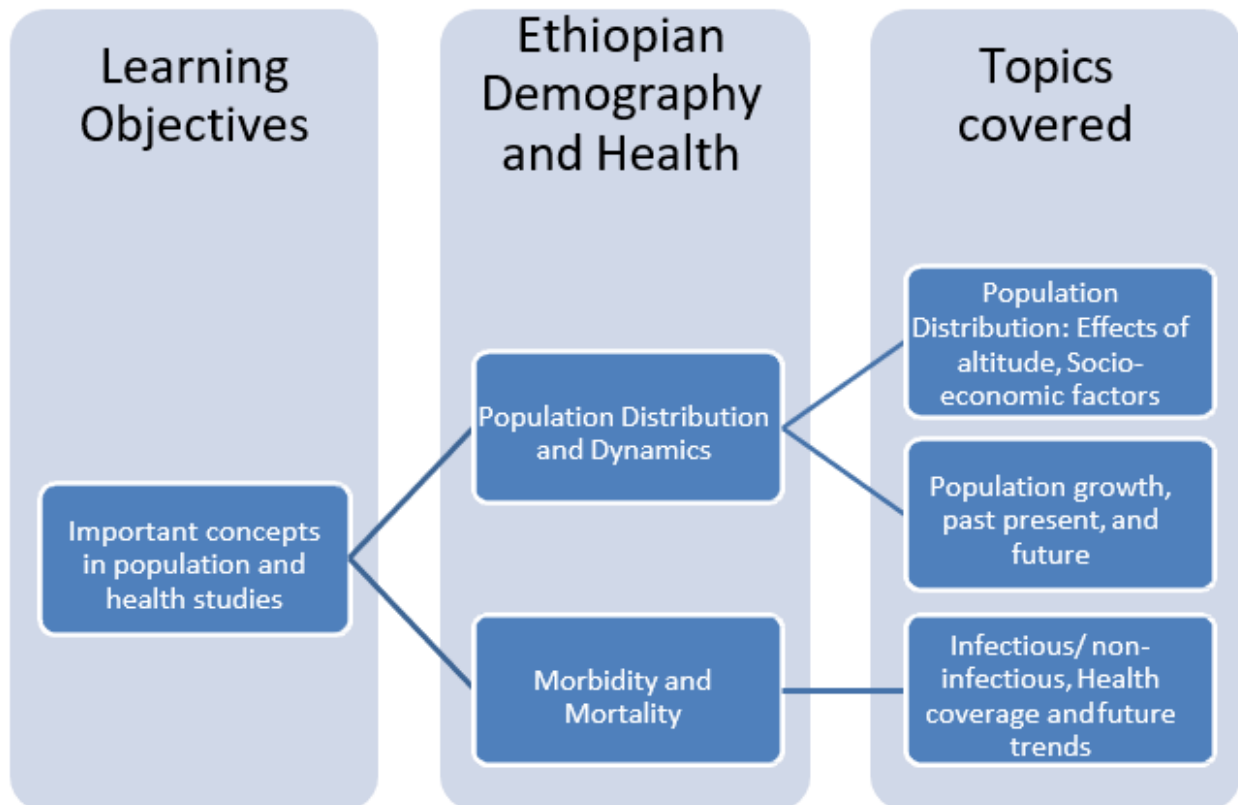 Learning
Objectives
Ethiopian
Demography
and Health
Topics
covered
Important concepts
in population and
health studies
Population Distribution
and Dynamics
Morbidity and
Mortality
Population
Distribution: Effects of
altitude, Socio-
economic factors
Population growth,
past present, and
future
Infectious/ non-
infectious, Health
coverage and future
trends